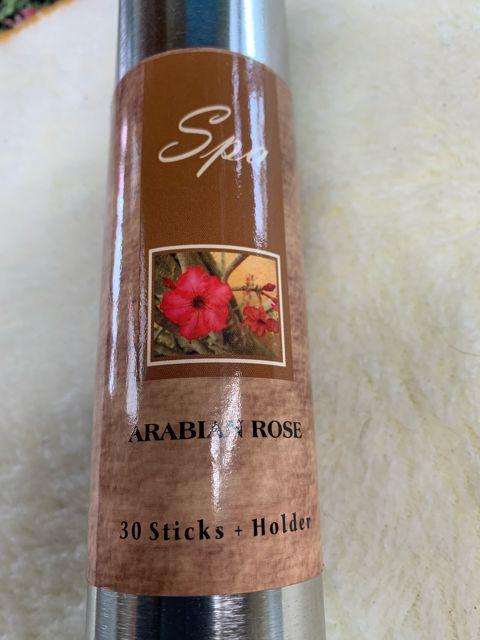 Spa
ARABIAN ROSE
30 Sticks + Holder